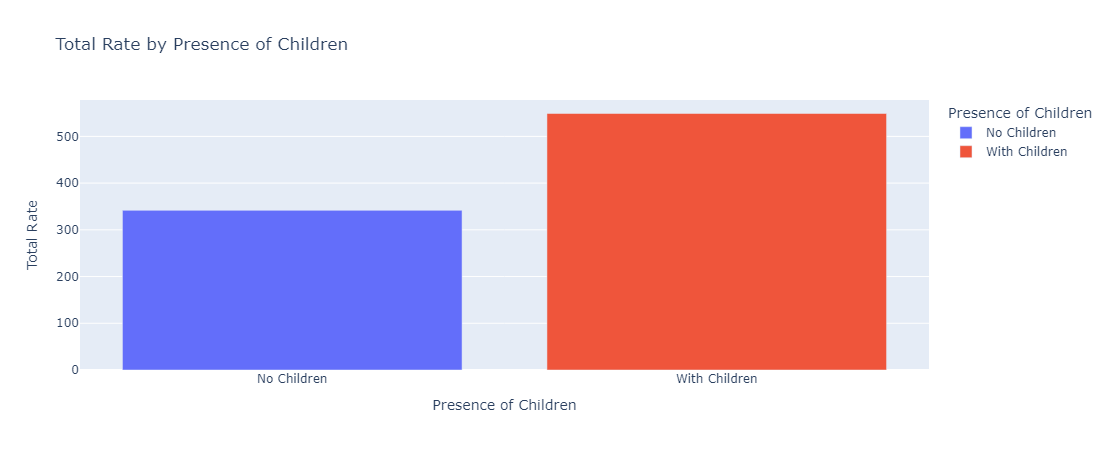 Total Rate by Presence of Children
Total Rate
500
400
300
200
100
0
No Children
With Children
Presence of Children
Presence of Children
No Children
With Children